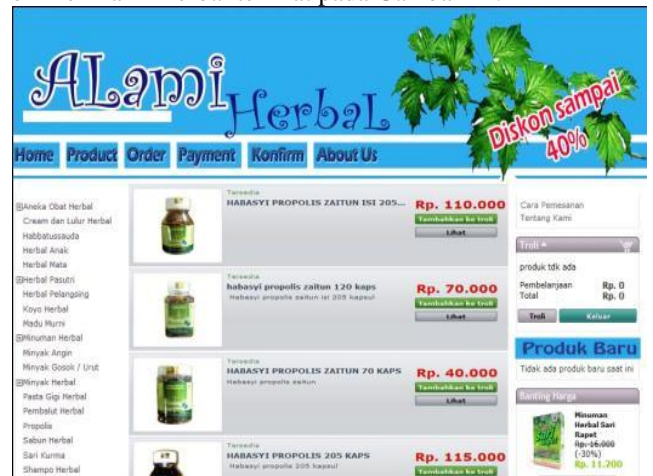 ALami
HerbaL
Diskon sampai
40%
Home Product Order Payment Konfirm About Us
Aneka Obat Herbal
Cream dan Lulur Herbal
Habbatussauda
Herbal Anak
Herbal Mata
Herbal Pasutri
Herbal Pelangsing
Koyo Herbal
Madu Murni
Minuman Herbal
Minyak Angin
Minyak Gosok / Urut
Minyak Herbal
Pasta Gigi Herbal
Pembalut Herbal
Propolis
Sabun Herbal
Sari Kurma
Shampo Herbal
Tersedia
HABASYI PROPOLIS ZAITUN ISI 205...
Rp. 110.000
Tambahkan ke troli
Lihat
Tersedia
habasyi propolis zaitun 120 kaps
Habasyi propolis zaitun isi 205 kapsul
Rp. 70.000
Tambahkan ke troli
Lihat
Tersedia
HABASYI PROPOLIS ZAITUN 70 KAPS
Habasyi propolis zaitun
Rp. 40.000
Tambahkan ke troli
Lihat
Tersedia
HABASYI PROPOLIS 205 KAPS
Habasyi propolis 205 kapsul
Rp. 115.000
Tambahkan ke troli
Cara Pemesanan
Tentang Kami
Troli
produk tdk ada
Pembelanjaan Rp. 0
Total Rp. 0
Troli Keluar
Produk Baru
Tidak ada produk baru saat ini
Banting Harga
Minuman
Herbal Sari
Rapet
Rp. 16.000
(-30%)
Rp. 11.200